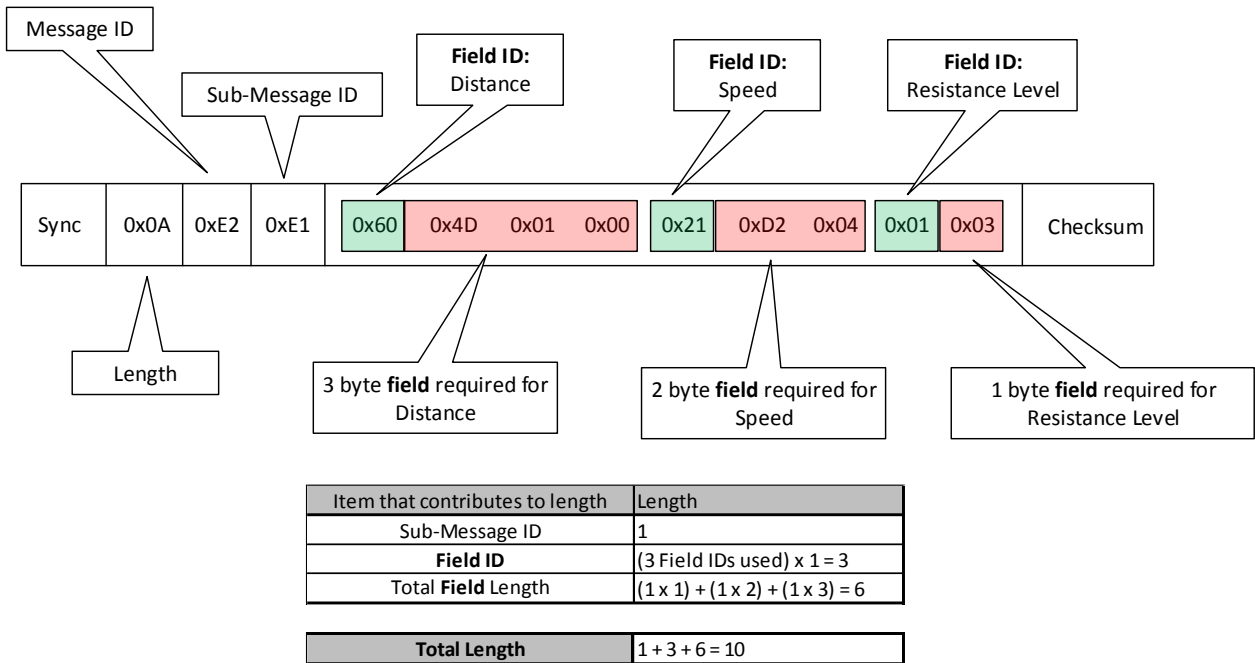 Message ID
Sub-Message ID
Field ID:
Distance
Field ID:
Speed
Field ID:
Resistance Level
Sync 0x0A 0xE2 0xE1 0x60 0x4D 0x01 0x00 0x21 0xD2 0x04 0x01 0x03 Checksum
Length
3 byte field required for
Distance
2 byte field required for
Speed
1 byte field required for
Resistance Level
Item that contributes to length Length
Sub-Message ID 1
Field ID (3 Field IDs used) x 1 = 3
Total Field Length (1 x 1) + (1 x 2) + (1 x 3) = 6
Total Length 1 + 3 + 6 = 10